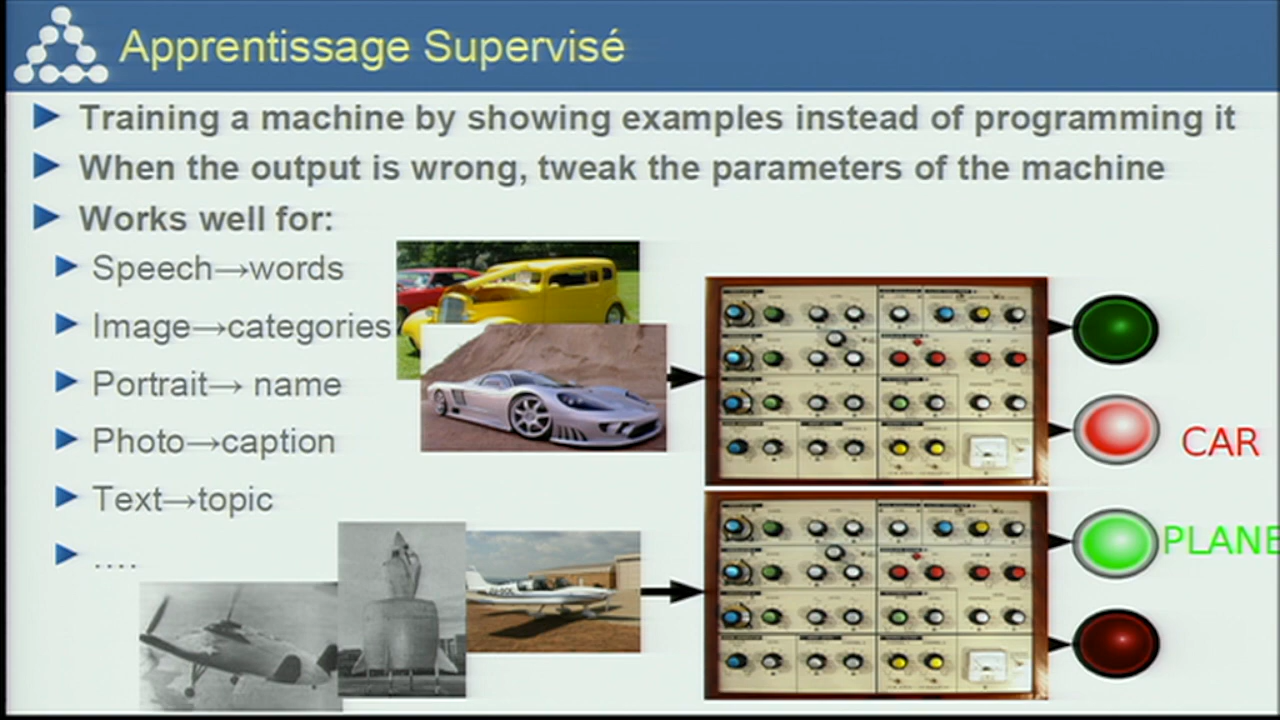 Apprentissage Supervisé
Training a machine by showing examples instead of programming it
When the output is wrong, tweak the parameters of the machine
Works well for:
Speech→words
Image→categories
Portrait→ name
Photo→caption
Text→topic
....
CAR
PLANE